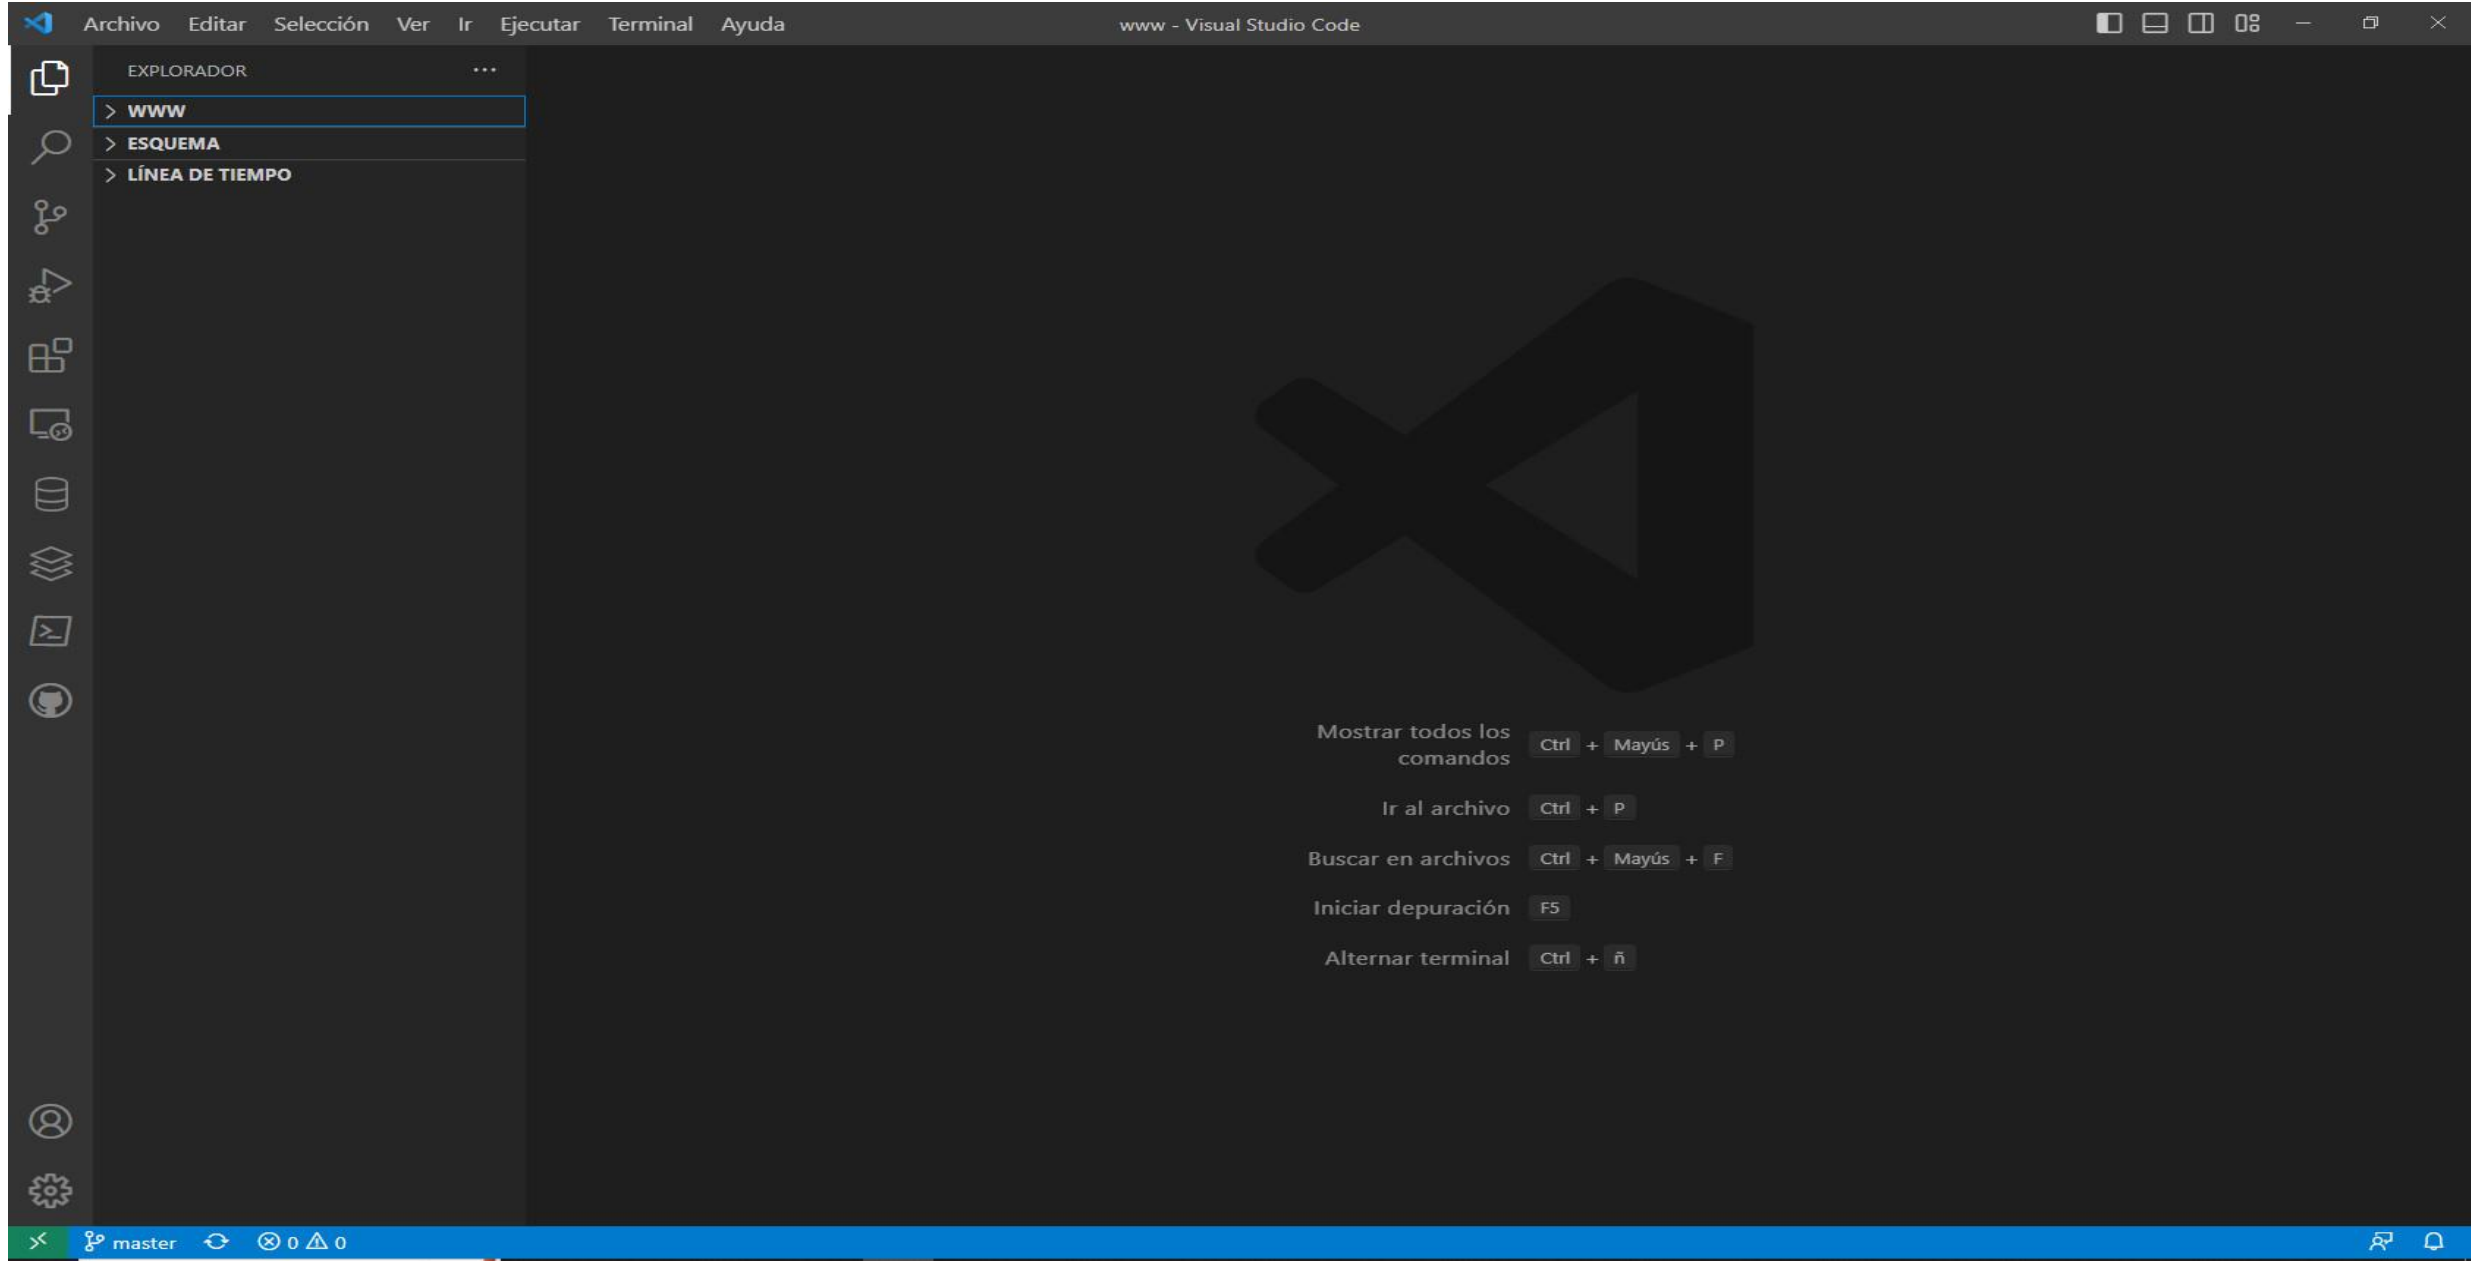 Archivo Editar Selección Ver Ir Ejecutar Terminal Ayuda www - Visual Studio Code
EXPLORADOR ...
> WWW
> ESQUEMA
> LÍNEA DE TIEMPO
Mostrar todos los
comandos Ctrl + Mayús + P
Ir al archivo Ctrl + P
Buscar en archivos Ctrl + Mayús + F
Iniciar depuración F5
Alternar terminal Ctrl + ñ
master 0 0